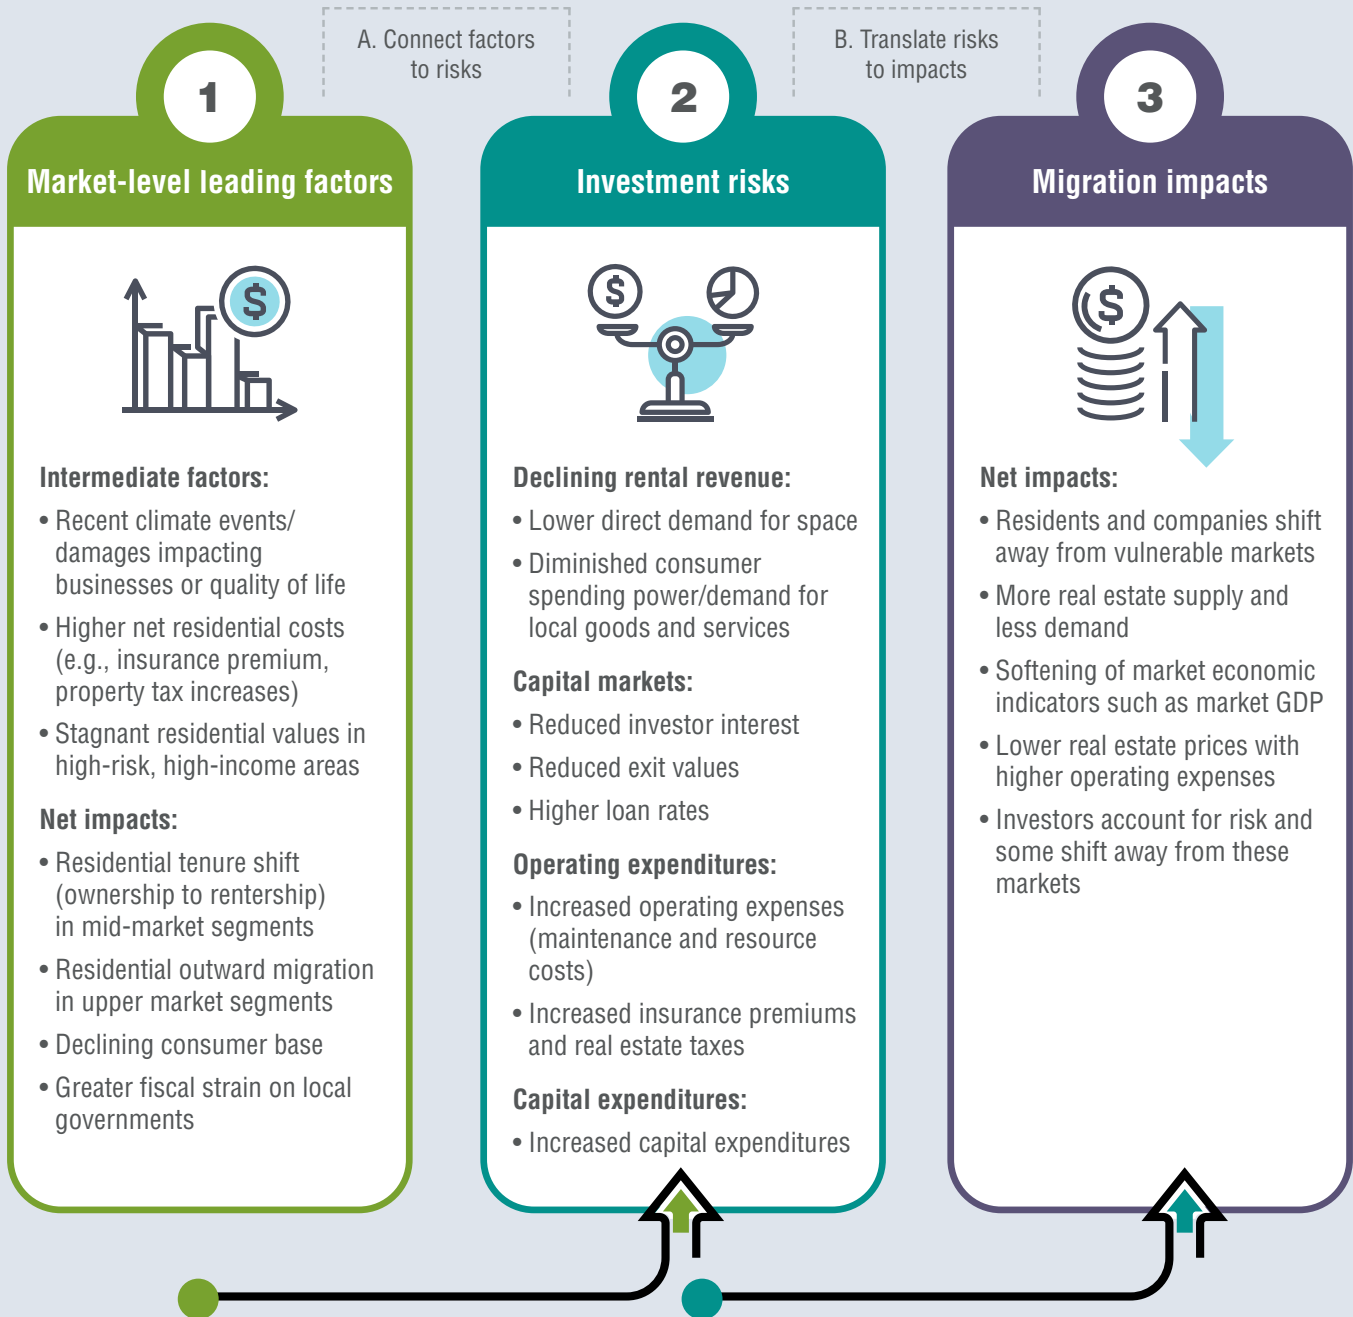 A. Connect factors
to risks
B. Translate risks
to impacts
1
Market-level leading factors
$
Intermediate factors:
• Recent climate events/
damages impacting
businesses or quality of life
• Higher net residential costs
(e.g., insurance premium,
property tax increases)
• Stagnant residential values in
high-risk, high-income areas
Net impacts:
• Residential tenure shift
(ownership to rentership)
in mid-market segments
• Residential outward migration
in upper market segments
• Declining consumer base
• Greater fiscal strain on local
governments
2
Investment risks
$
Declining rental revenue:
• Lower direct demand for space
• Diminished consumer
spending power/demand for
local goods and services
Capital markets:
• Reduced investor interest
• Reduced exit values
• Higher loan rates
Operating expenditures:
• Increased operating expenses
(maintenance and resource
costs)
• Increased insurance premiums
and real estate taxes
Capital expenditures:
• Increased capital expenditures
3
Migration impacts
$
Net impacts:
• Residents and companies shift
away from vulnerable markets
• More real estate supply and
less demand
• Softening of market economic
indicators such as market GDP
• Lower real estate prices with
higher operating expenses
• Investors account for risk and
some shift away from these
markets